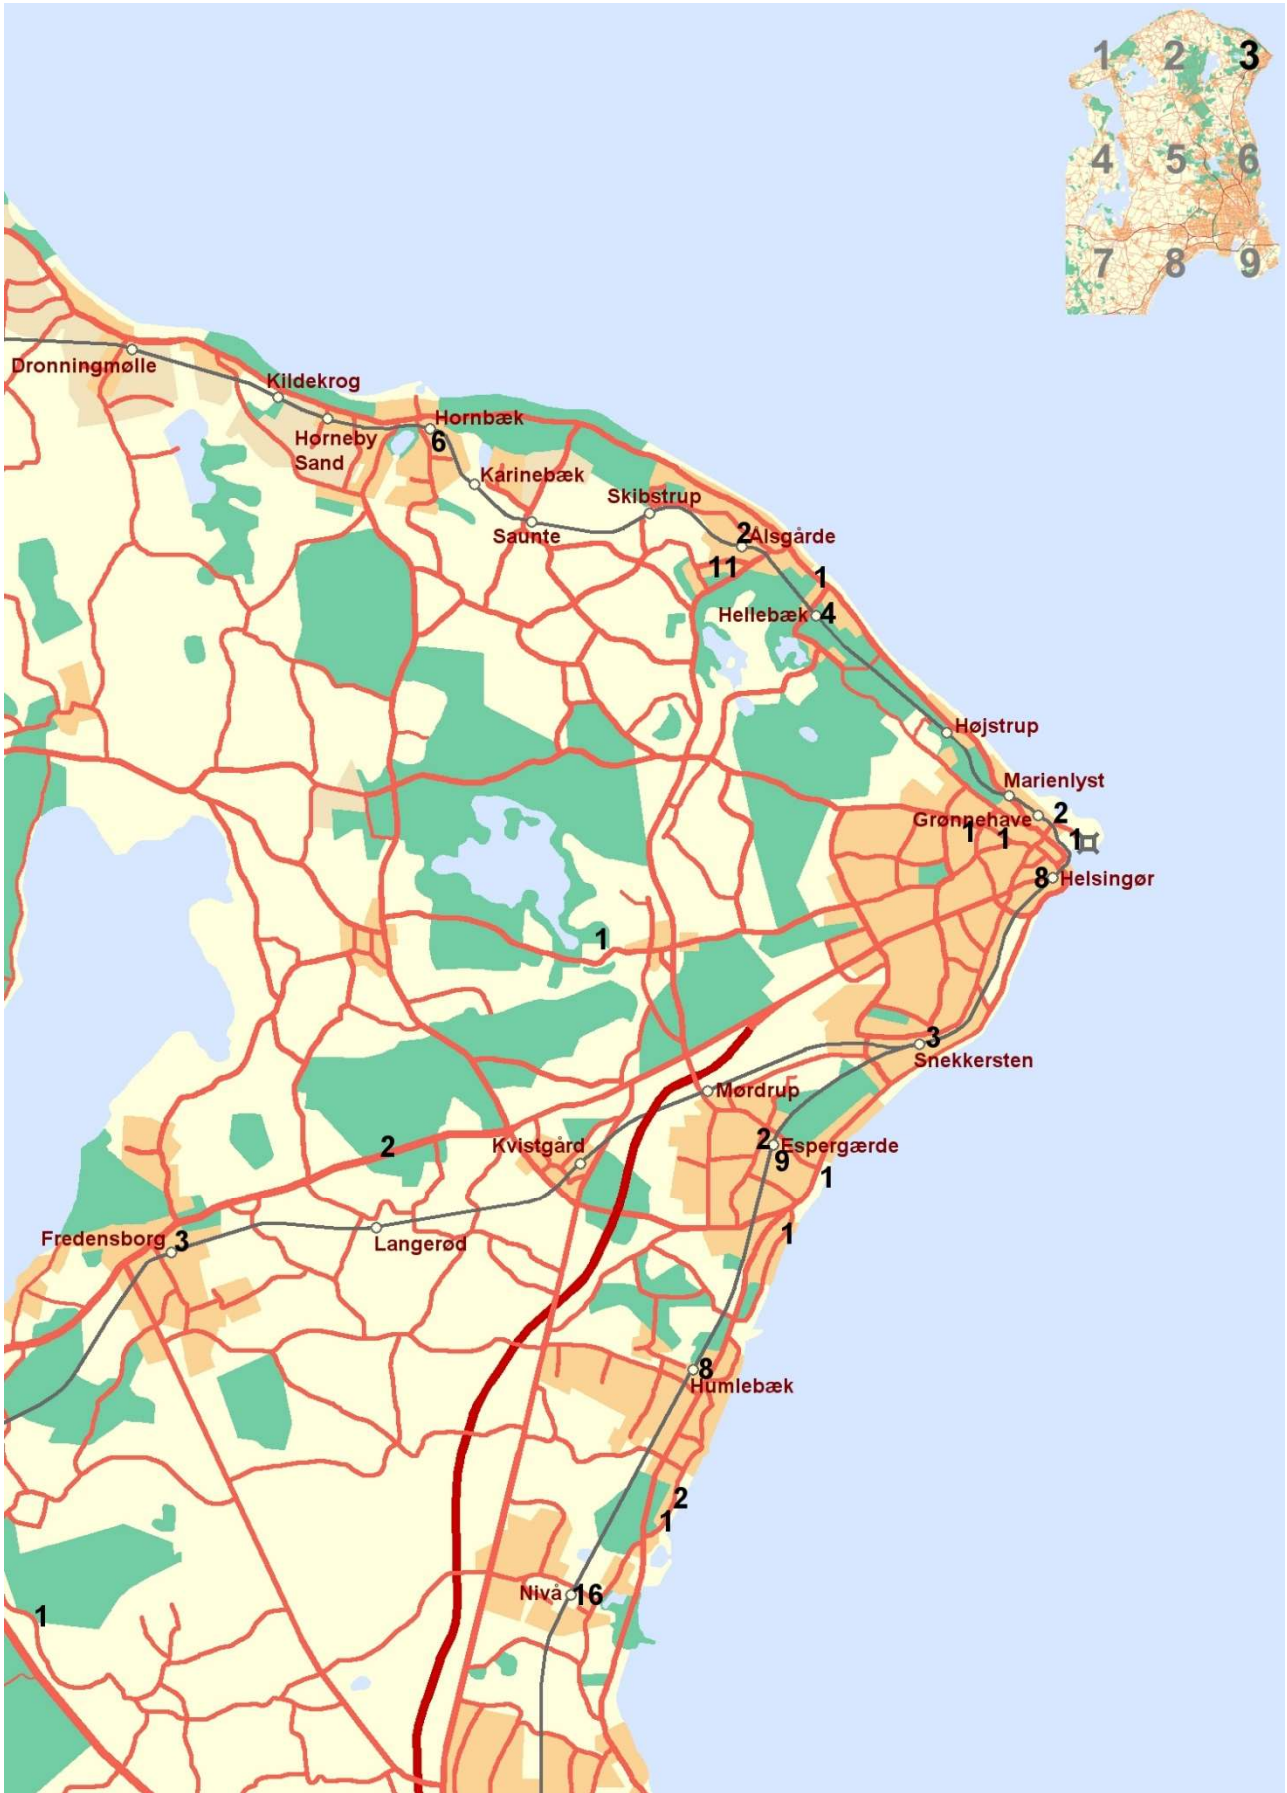 1 2 3
4 5 6
7 8 9
Dronningmølle
Kildekrog
Horneby
Sand
Hornbæk
6
Karinebæk
Saunte
Skibstrup
2
Ålsgårde
11
1
Hellebæk
4
Højstrup
Marienlyst
Grønnehave
2
1
1
1
8
Helsingør
1
3
Snekkersten
Mørdrup
2
Kvistgård
2
Espergærde
9
1
1
Fredensborg
3
Langerød
8
Humlebæk
2
1
Nivå
16
1